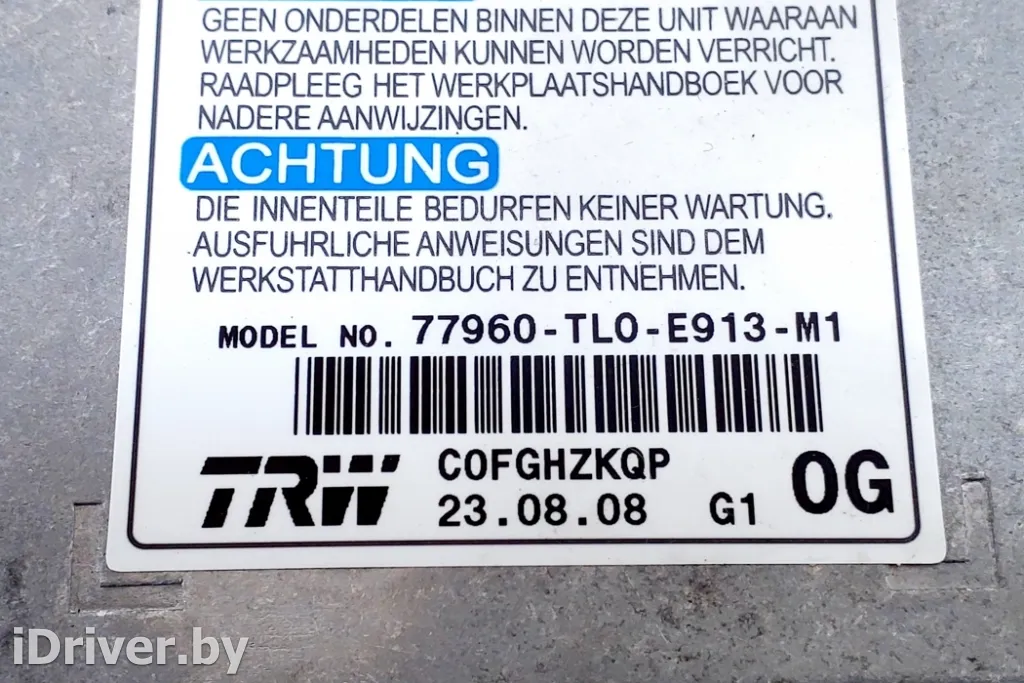 GEEN ONDERDELEN BINNEN DEZE UNIT WAARAAN
WERKZAAMHEDEN KUNNEN WORDEN VERRICHT.
RAADPLEEG HET WERKPLAATSHANDBOEK VOOR
NADERE AANWIJZINGEN.
ACHTUNG
DIE INNENTEILE BEDURFEN KEINER WARTUNG.
AUSFUHRLICHE ANWEISUNGEN SIND DEM
WERKSTATTHANDBUCH ZU ENTNEHMEN.
MODEL NO. 77960-TL0-E913-M1
TRW C0FGHZKQP 0G
23.08.08 G1
iDriver.by